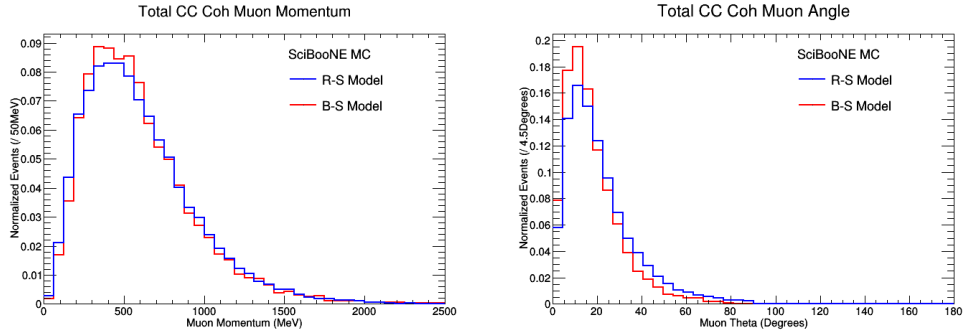 Total CC Coh Muon Momentum
Normalized Events (/ 50MeV)
0.09
0.08
0.07
0.06
0.05
0.04
0.03
0.02
0.01
0
SciBooNE MC
R-S Model
B-S Model
0 500 1000 1500 2000 2500
Muon Momentum (MeV)
Total CC Coh Muon Angle
Normalized Events (/ 4.5Degrees)
0.2
0.18
0.16
0.14
0.12
0.1
0.08
0.06
0.04
0.02
0
SciBooNE MC
R-S Model
B-S Model
0 20 40 60 80 100 120 140 160 180
Muon Theta (Degrees)